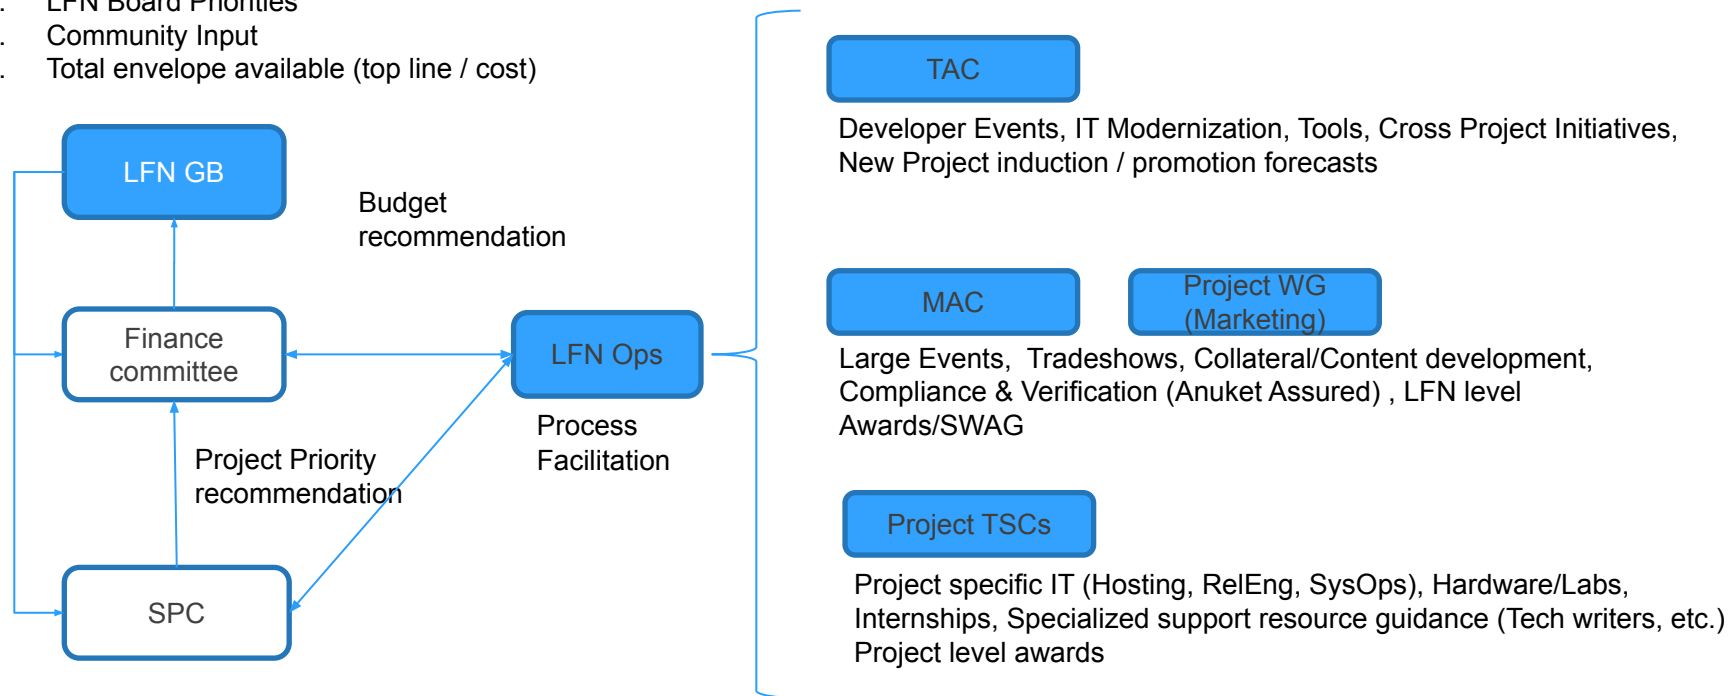 . LFN Board Priorities
. Community Input
. Total envelope available (top line / cost)
LFN GB
Budget
recommendation
Finance
committee
LFN Ops
Process
Facilitation
Project Priority
recommendation
SPC
TAC
Developer Events, IT Modernization, Tools, Cross Project Initiatives,
New Project induction / promotion forecasts
MAC
Project WG
(Marketing)
Large Events, Tradeshows, Collateral/Content development,
Compliance & Verification (Anuket Assured) , LFN level
Awards/SWAG
Project TSCs
Project specific IT (Hosting, RelEng, SysOps), Hardware/Labs,
Internships, Specialized support resource guidance (Tech writers, etc.)
Project level awards